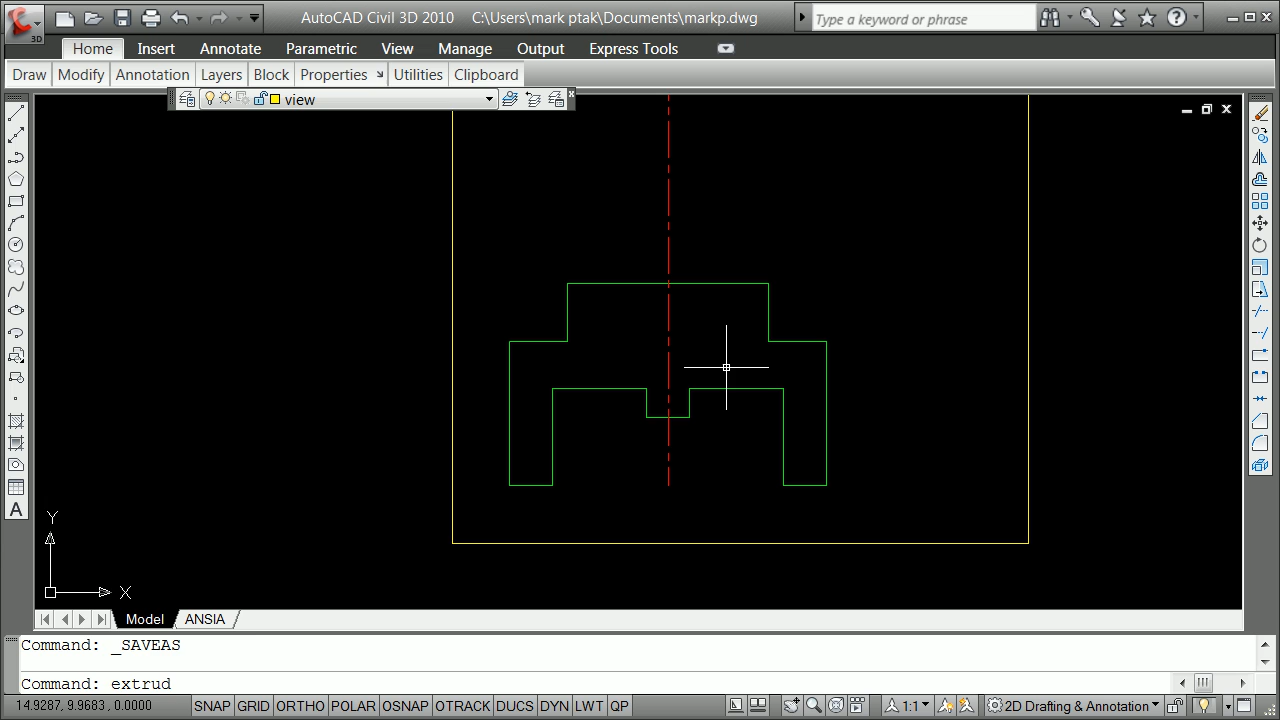 AutoCAD Civil 3D 2010 C:\Users\mark ptak\Documents\markp.dwg Type a keyword or phrase
3D
Home Insert Annotate Parametric View Manage Output Express Tools
Draw Modify Annotation Layers Block Properties Utilities Clipboard
view
A
Y
X
Model ANSIA
Command: _SAVEAS
Command: extrud
14.9287, 9.9683, 0.0000 SNAP GRID ORTHO POLAR OSNAP OTRACK DUCS DYN LWT QP 1:1 2D Drafting & Annotation